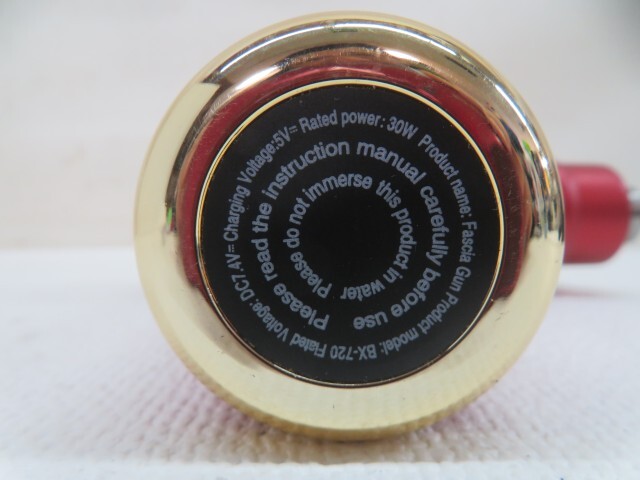 Product name: Fascia Gun Product model: BX-720 Flated Voltage: DC7.4V= Charging Voltage:5V= Rated power: 30W
Please read the instruction manual carefully before use
Please do not immerse this product in water